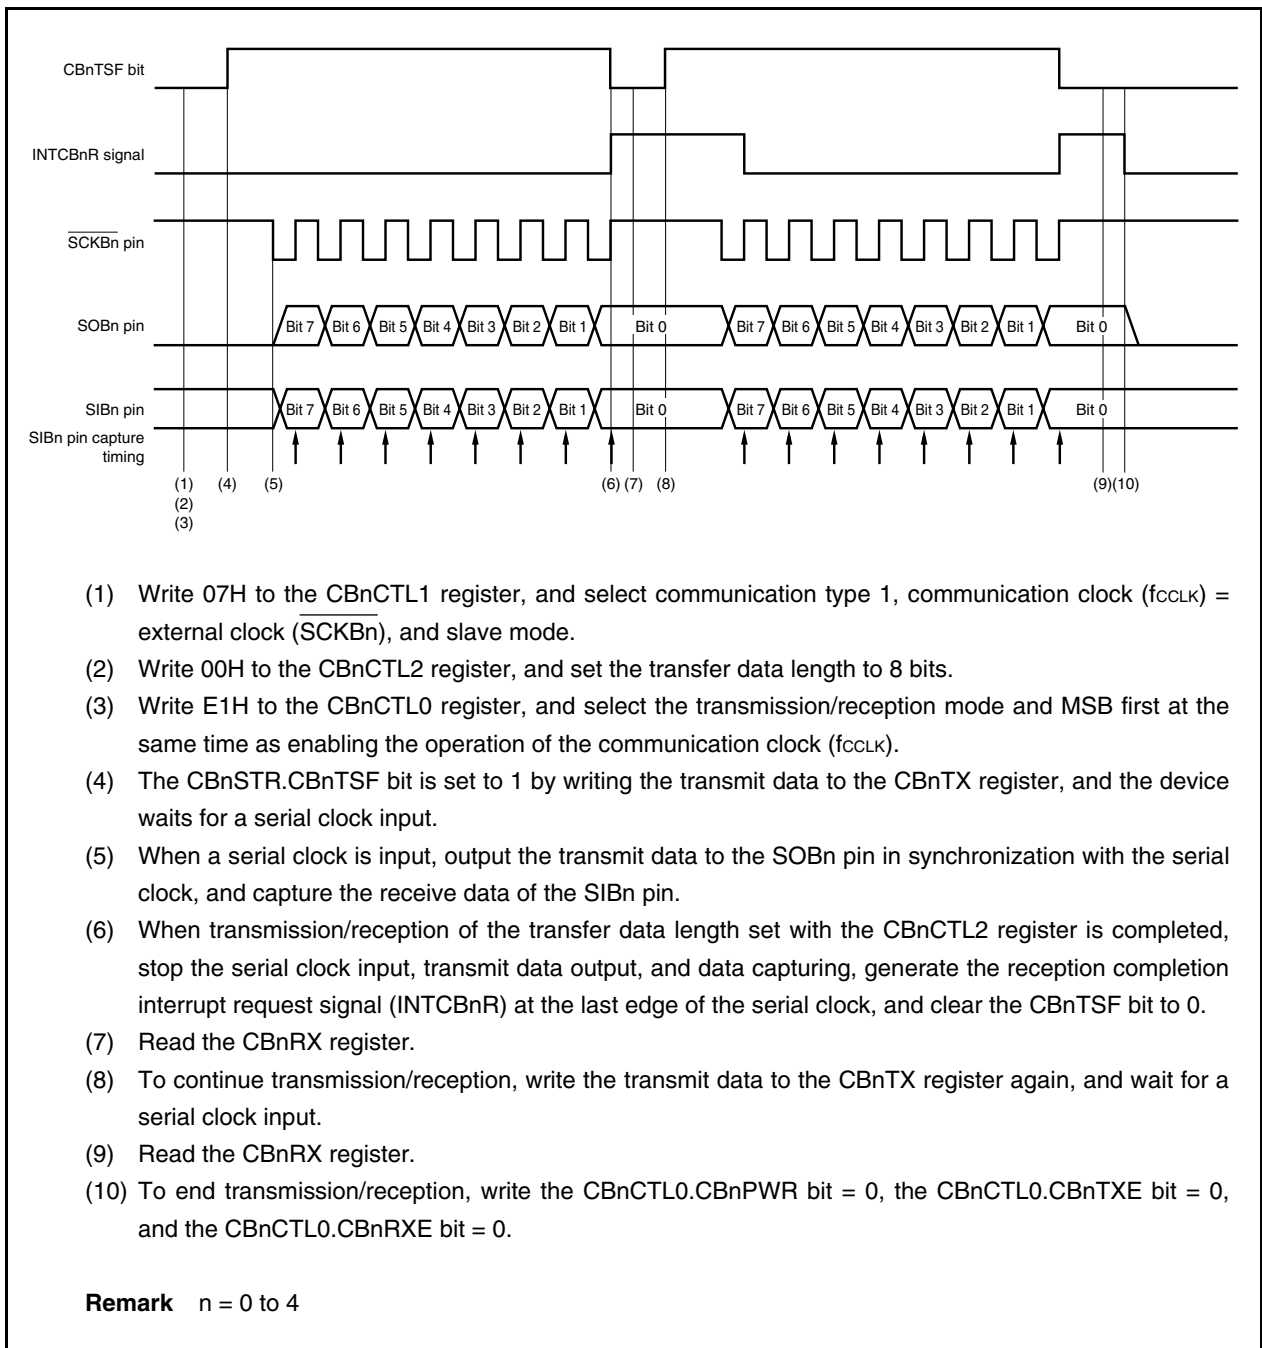 CBnTSF bit
INTCBnR signal
SCKBn pin
SOBn pin
Bit 7 Bit 6 Bit 5 Bit 4 Bit 3 Bit 2 Bit 1 Bit 0 Bit 7 Bit 6 Bit 5 Bit 4 Bit 3 Bit 2 Bit 1 Bit 0
SIBn pin
Bit 7 Bit 6 Bit 5 Bit 4 Bit 3 Bit 2 Bit 1 Bit 0 Bit 7 Bit 6 Bit 5 Bit 4 Bit 3 Bit 2 Bit 1 Bit 0
SIBn pin capture
timing
(1) (4) (5) (6) (7) (8) (9) (10)
(2)
(3)
(1) Write 07H to the CBnCTL1 register, and select communication type 1, communication clock (fCCLK) =
external clock (SCKBn), and slave mode.
(2) Write 00H to the CBnCTL2 register, and set the transfer data length to 8 bits.
(3) Write E1H to the CBnCTL0 register, and select the transmission/reception mode and MSB first at the
same time as enabling the operation of the communication clock (fCCLK).
(4) The CBnSTR.CBnTSF bit is set to 1 by writing the transmit data to the CBnTX register, and the device
waits for a serial clock input.
(5) When a serial clock is input, output the transmit data to the SOBn pin in synchronization with the serial
clock, and capture the receive data of the SIBn pin.
(6) When transmission/reception of the transfer data length set with the CBnCTL2 register is completed,
stop the serial clock input, transmit data output, and data capturing, generate the reception completion
interrupt request signal (INTCBnR) at the last edge of the serial clock, and clear the CBnTSF bit to 0.
(7) Read the CBnRX register.
(8) To continue transmission/reception, write the transmit data to the CBnTX register again, and wait for a
serial clock input.
(9) Read the CBnRX register.
(10) To end transmission/reception, write the CBnCTL0.CBnPWR bit = 0, the CBnCTL0.CBnTXE bit = 0,
and the CBnCTL0.CBnRXE bit = 0.
Remark n = 0 to 4